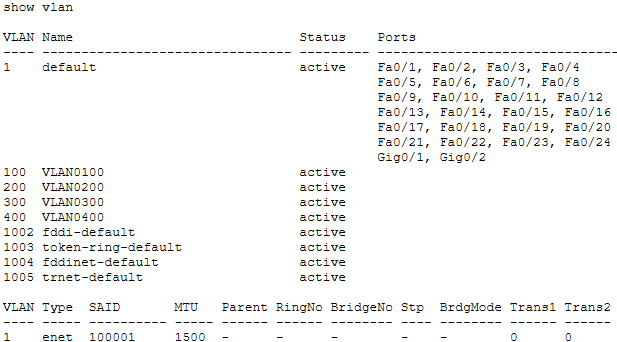 show vlan
VLAN Name                             Status    Ports
---- -------------------------------- --------- -------------------------------
1    default                          active    Fa0/1, Fa0/2, Fa0/3, Fa0/4
                                                Fa0/5, Fa0/6, Fa0/7, Fa0/8
                                                Fa0/9, Fa0/10, Fa0/11, Fa0/12
                                                Fa0/13, Fa0/14, Fa0/15, Fa0/16
                                                Fa0/17, Fa0/18, Fa0/19, Fa0/20
                                                Fa0/21, Fa0/22, Fa0/23, Fa0/24
                                                Gig0/1, Gig0/2
100  VLAN0100                         active
200  VLAN0200                         active
300  VLAN0300                         active
400  VLAN0400                         active
1002 fddi-default                     active
1003 token-ring-default               active
1004 fddinet-default                  active
1005 trnet-default                    active
VLAN Type  SAID       MTU   Parent RingNo BridgeNo Stp  BrdgMode Trans1 Trans2
---- ----- ---------- ----- ------ ------ -------- ---- -------- ------ ------
1    enet  100001     1500  -      -      -        -    -        0      0